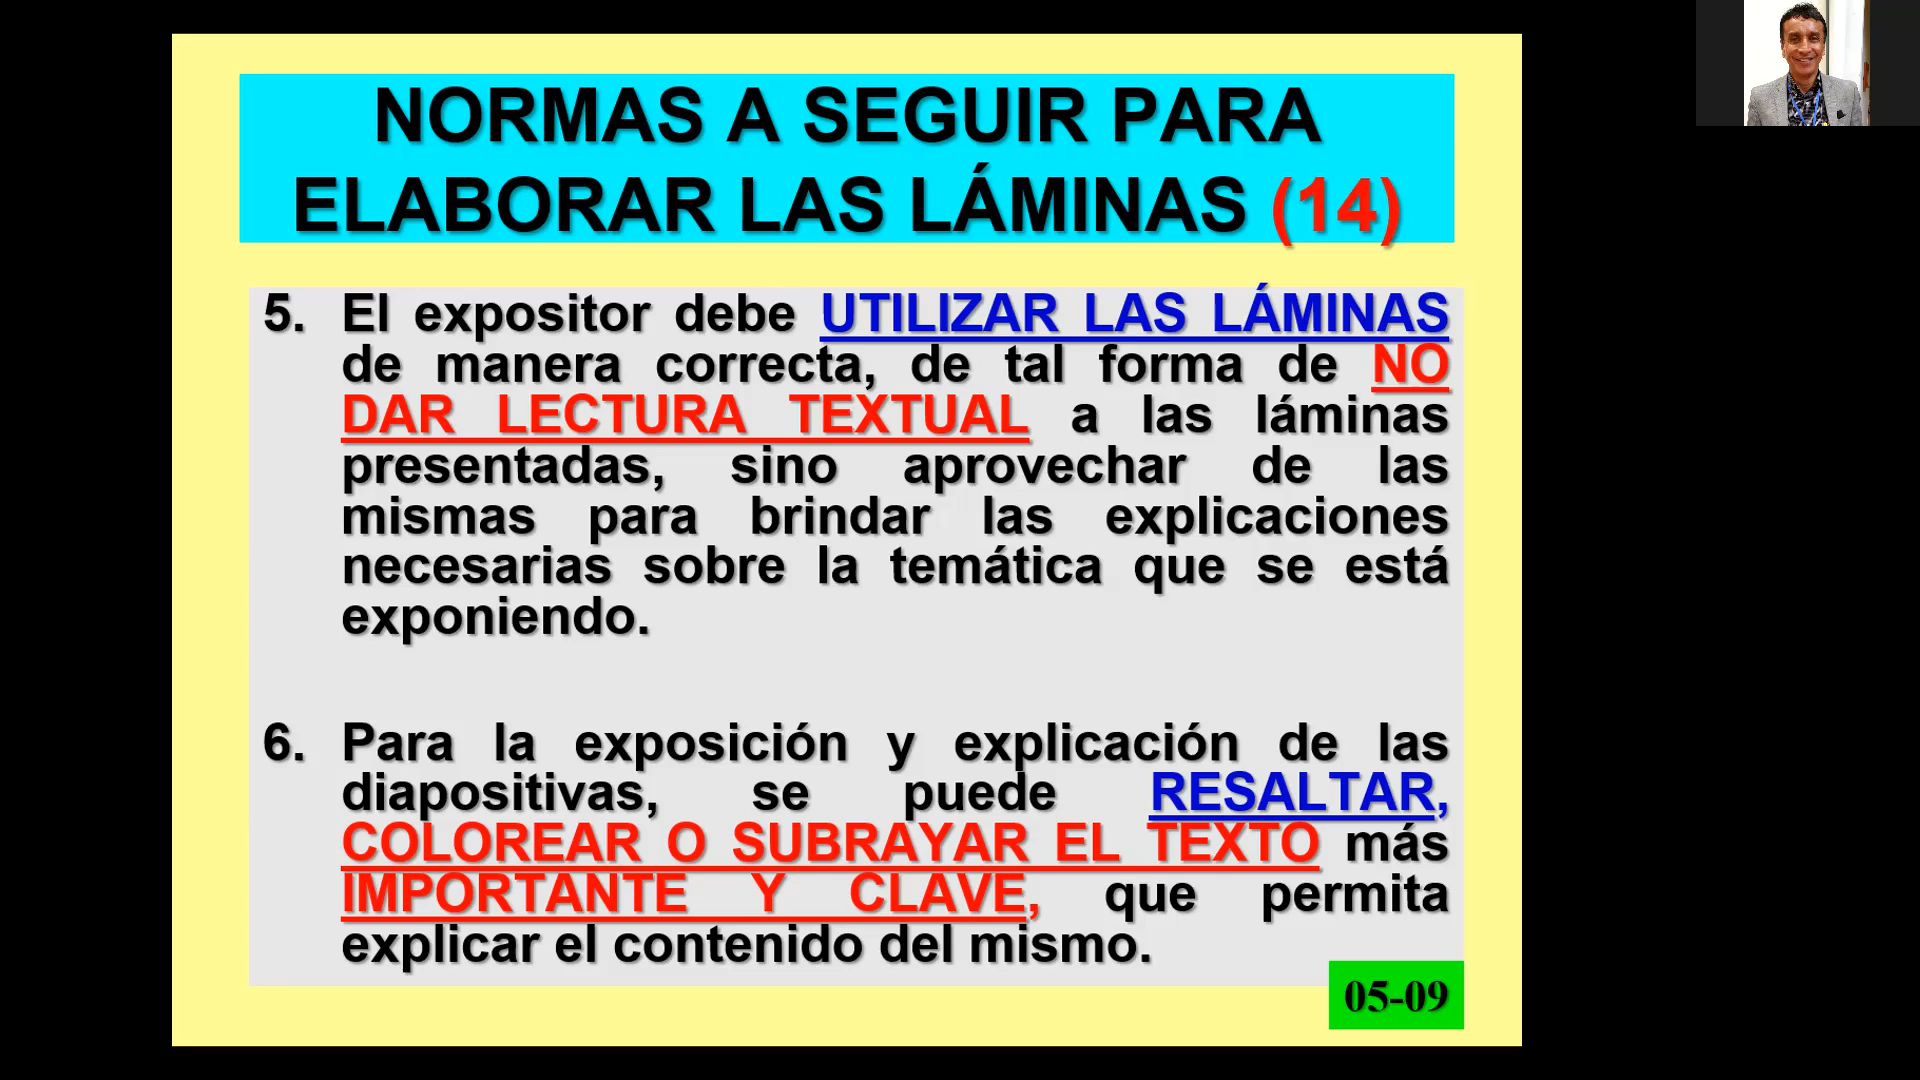 NORMAS A SEGUIR PARA
ELABORAR LAS LÁMINAS (14)
5. El expositor debe UTILIZAR LAS LÁMINAS
de manera correcta, de tal forma de NO
DAR LECTURA TEXTUAL a las láminas
presentadas, sino aprovechar de las
mismas para brindar las explicaciones
necesarias sobre la temática que se está
exponiendo.
6. Para la exposición y explicación de las
diapositivas, se puede RESALTAR,
COLOREAR O SUBRAYAR EL TEXTO más
IMPORTANTE Y CLAVE, que permita
explicar el contenido del mismo.
05-09